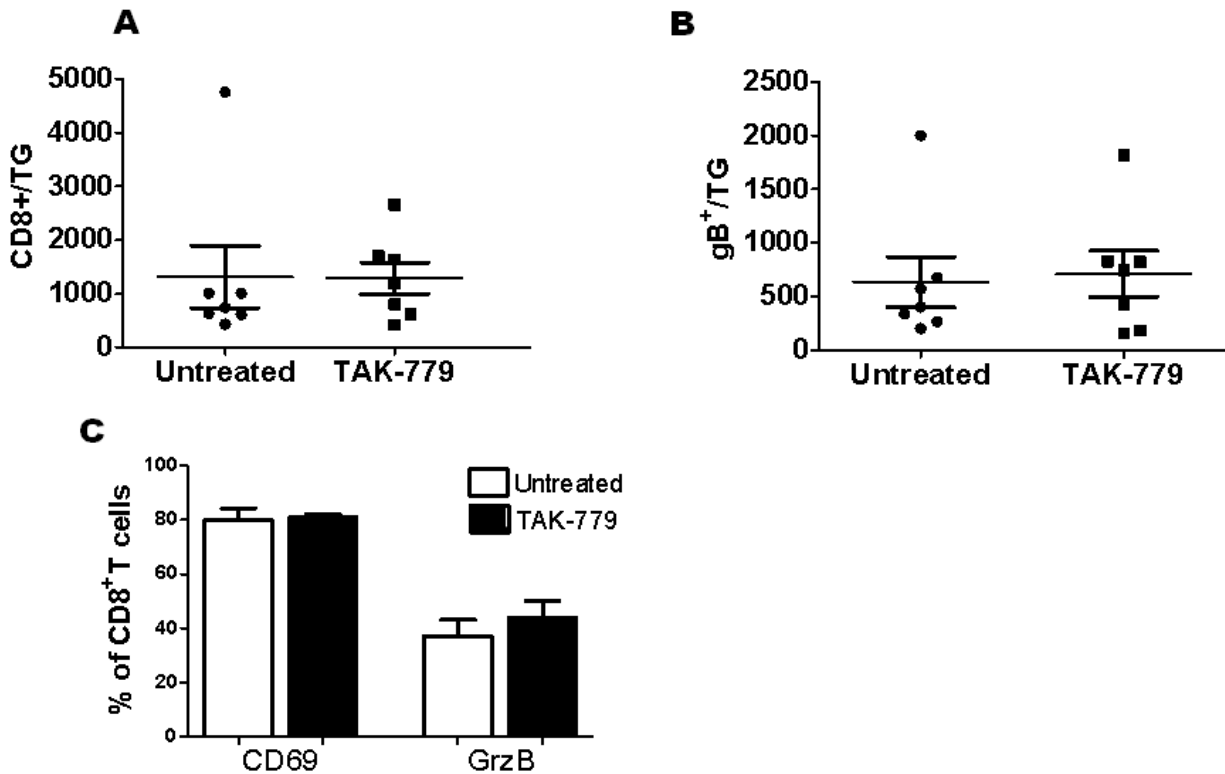 A
CD8+/TG
5000
4000
3000
2000
1000
0
Untreated TAK-779
B
gB+/TG
2500
2000
1500
1000
500
0
Untreated TAK-779
C
% of CD8+T cells
100
80
60
40
20
0
Untreated
TAK-779
CD69 GrzB